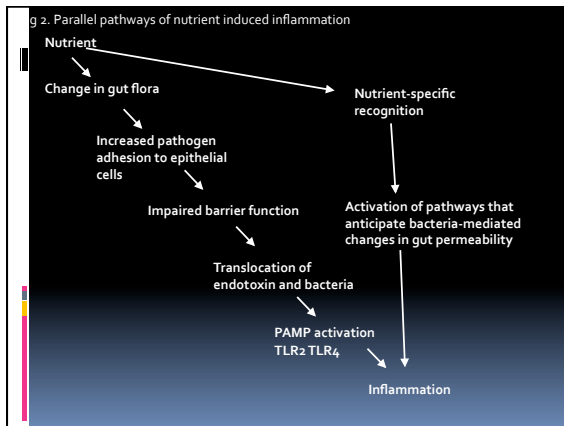 g 2. Parallel pathways of nutrient induced inflammation
Nutrient
Change in gut flora
Nutrient-specific
recognition
Increased pathogen
adhesion to epithelial
cells
Impaired barrier function
Activation of pathways that
anticipate bacteria-mediated
changes in gut permeability
Translocation of
endotoxin and bacteria
PAMP activation
TLR2 TLR4
Inflammation